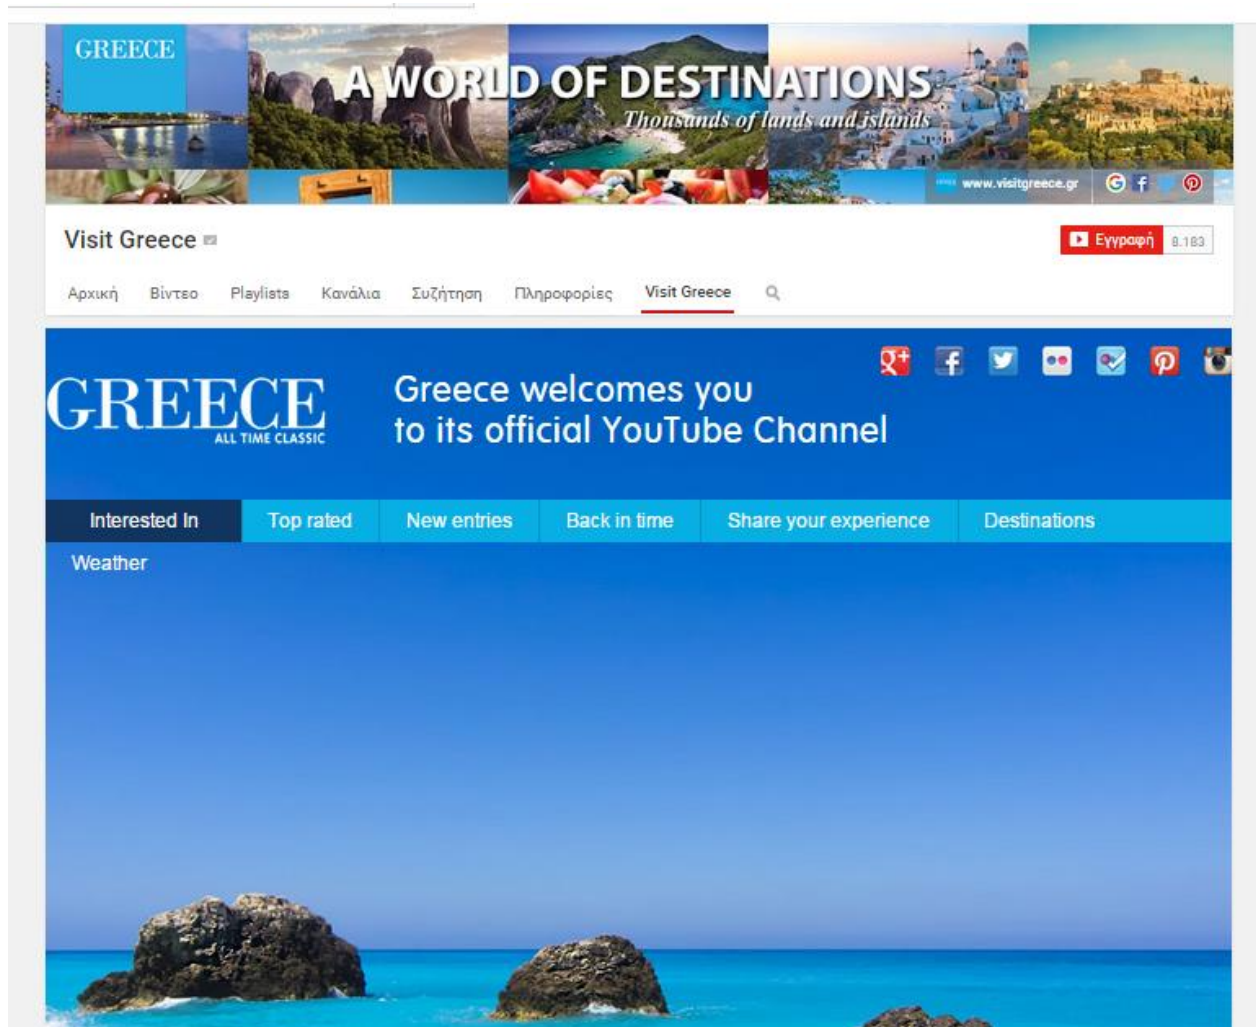 GREECE
A WORLD OF DESTINATIONS
Thousands of lands and islands
www.visitgreece.gr
Visit Greece
Εγγραφή 8.183
Αρχική Βίντεο Playlists Κανάλια Συζήτηση Πληροφορίες Visit Greece
GREECE
ALL TIME CLASSIC
Greece welcomes you
to its official YouTube Channel
Interested In Top rated New entries Back in time Share your experience Destinations
Weather